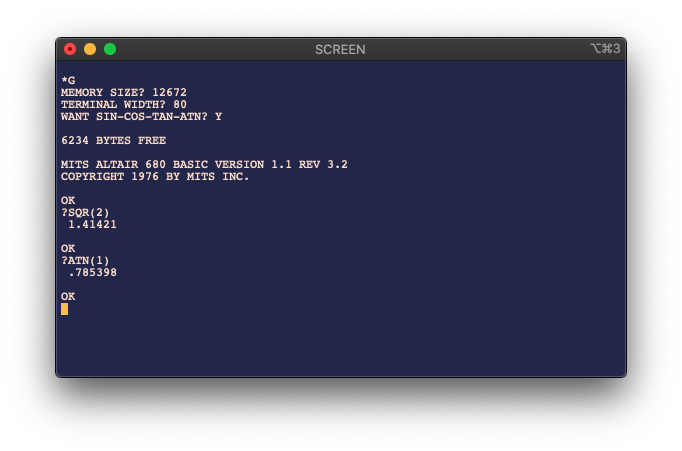 SCREEN
⌥⌘3
*G
MEMORY SIZE? 12672
TERMINAL WIDTH? 80
WANT SIN-COS-TAN-ATN? Y
6234 BYTES FREE
MITS ALTAIR 680 BASIC VERSION 1.1 REV 3.2
COPYRIGHT 1976 BY MITS INC.
OK
?SQR(2)
1.41421
OK
?ATN(1)
.785398
OK